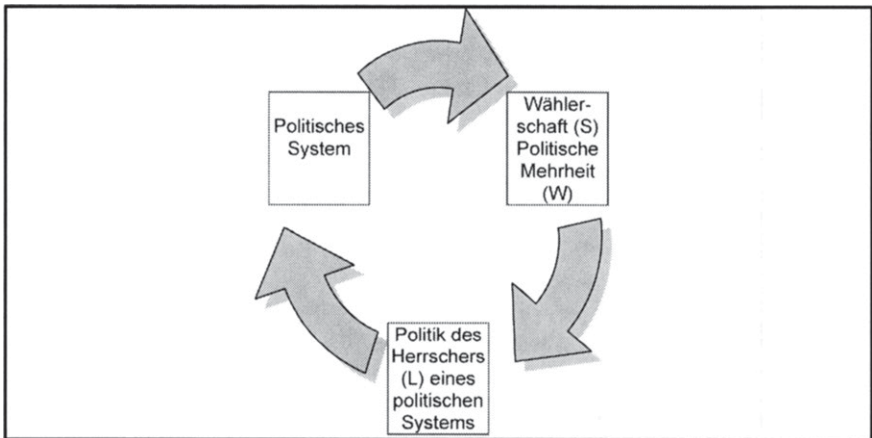 Politisches
System
Wähler-
schaft (S)
Politische
Mehrheit
(W)
Politik des
Herrschers
(L) eines
politischen
Systems